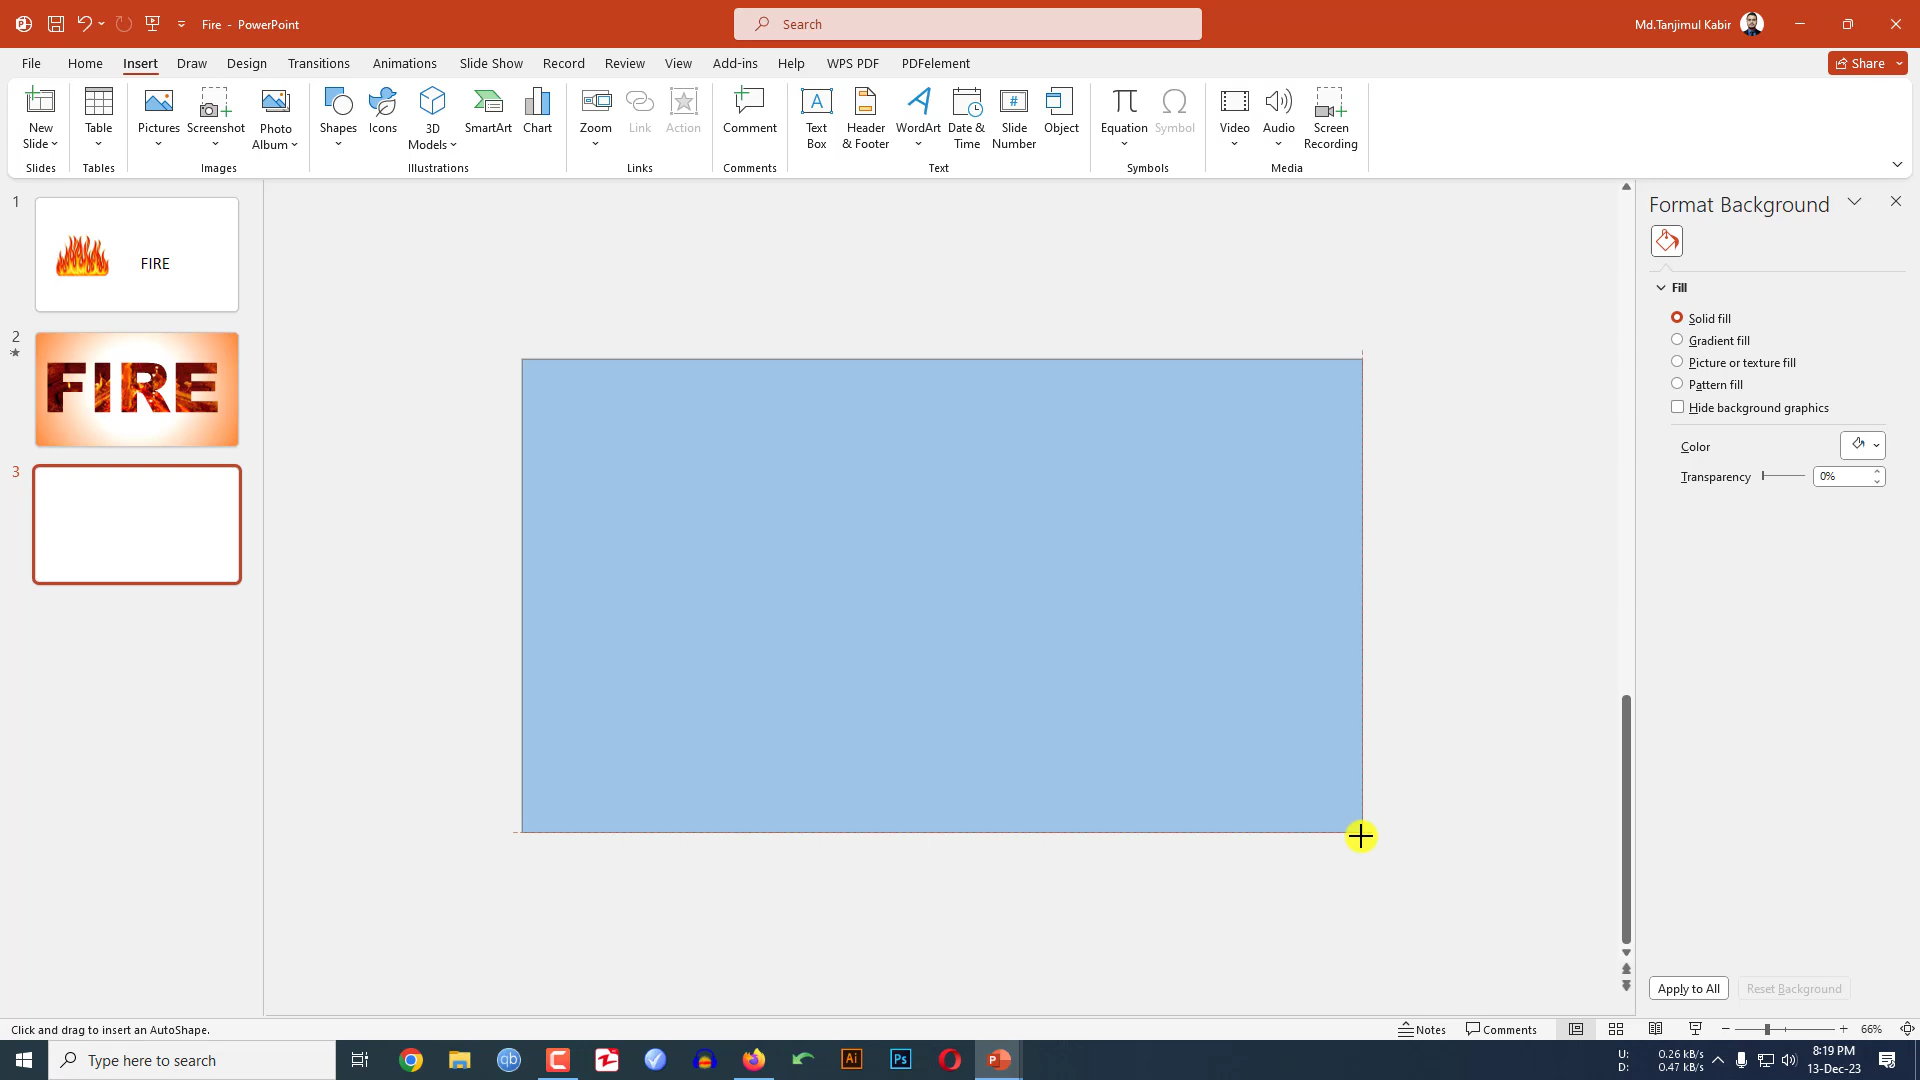 Fire - PowerPoint
Search
Md.Tanjimul Kabir
File Home Insert Draw Design Transitions Animations Slide Show Record Review View Add-ins Help WPS PDF PDFelement
Share
New Slide
Table
Pictures
Screenshot
Photo Album
Shapes
Icons
3D Models
SmartArt
Chart
Zoom
Link
Action
Comment
Text Box
Header & Footer
WordArt
Date & Time
Slide Number
Object
Equation
Symbol
Video
Audio
Screen Recording
Slides Tables Images Illustrations Links Comments Text Symbols Media
1
FIRE
2
FIRE
3
Format Background
Fill
Solid fill
Gradient fill
Picture or texture fill
Pattern fill
Hide background graphics
Color
Transparency 0%
Apply to All Reset Background
Click and drag to insert an AutoShape.
Notes Comments 66%
Type here to search
qb
Ai
Ps
U: 0.26 kB/s
D: 0.47 kB/s
8:19 PM
13-Dec-23